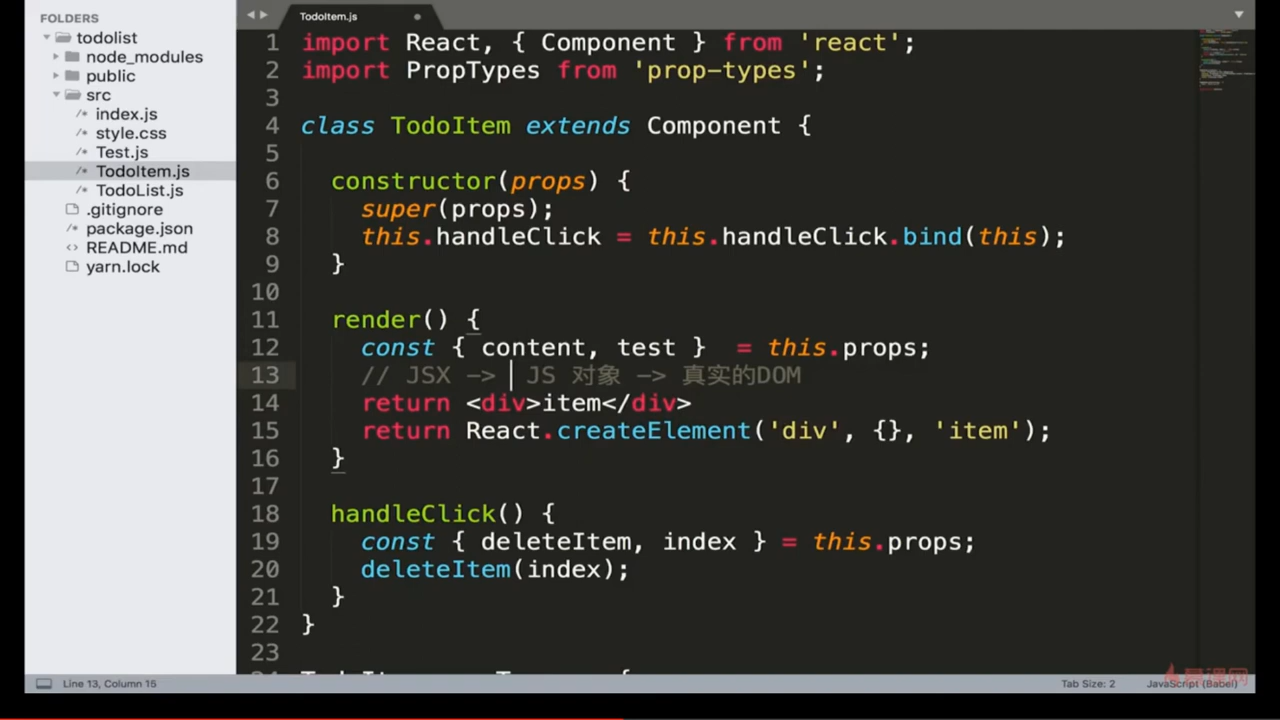 FOLDERS
todolist
node_modules
public
src
index.js
style.css
Test.js
TodoItem.js
TodoList.js
.gitignore
package.json
README.md
yarn.lock
TodoItem.js
1 import React, { Component } from 'react';
2 import PropTypes from 'prop-types';
3
4 class TodoItem extends Component {
5
6 constructor(props) {
7 super(props);
8 this.handleClick = this.handleClick.bind(this);
9 }
10
11 render() {
12 const { content, test }  = this.props;
13 // JSX -> JS 对象 -> 真实的DOM
14 return <div>item</div>
15 return React.createElement('div', {}, 'item');
16 }
17
18 handleClick() {
19 const { deleteItem, index } = this.props;
20 deleteItem(index);
21 }
22 }
23
Line 13, Column 15
Tab Size: 2
JavaScript (Babel)
慕课网